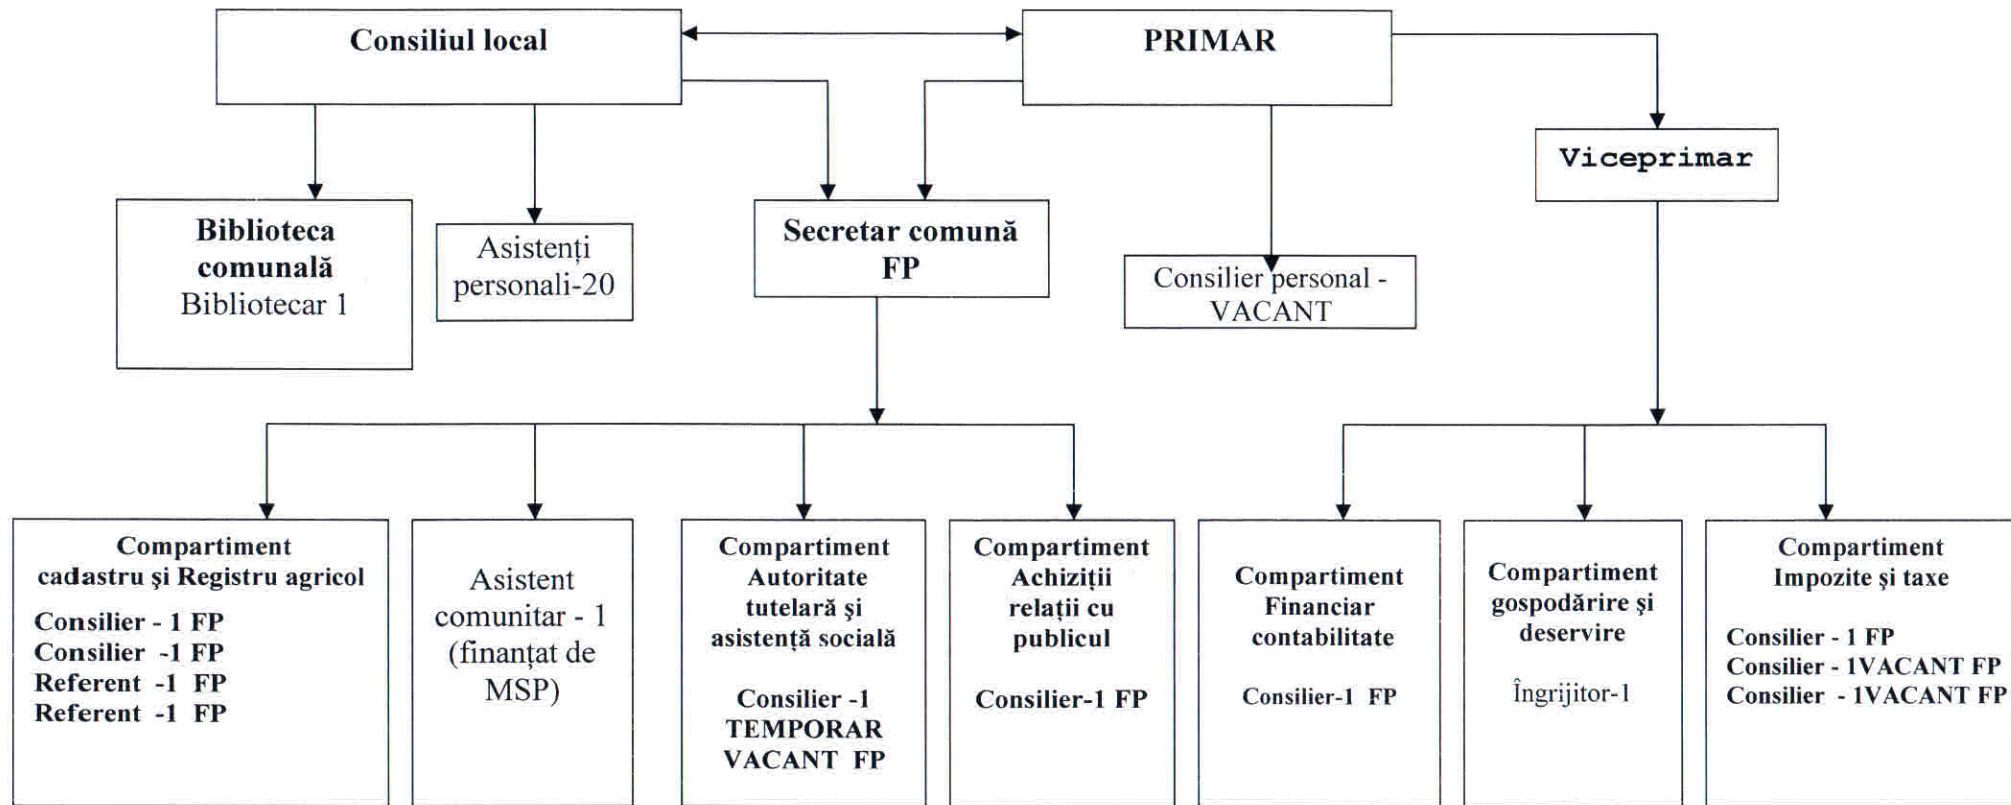 Consiliul local
PRIMAR
Viceprimar
Biblioteca
comunală
Bibliotecar 1
Asistenți
personali-20
Secretar comună
FP
Consilier personal -
VACANT
Compartiment
cadastru şi Registru agricol
Consilier - 1 FP
Consilier -1 FP
Referent -1 FP
Referent -1 FP
Asistent
comunitar - 1
(finanțat de
MSP)
Compartiment
Autoritate
tutelară şi
asistență socială
Consilier -1
TEMPORAR
VACANT FP
Compartiment
Achiziții
relații cu
publicul
Consilier-1 FP
Compartiment
Financiar
contabilitate
Consilier-1 FP
Compartiment
gospodărire şi
deservire
Îngrijitor-1
Compartiment
Impozite şi taxe
Consilier - 1 FP
Consilier - 1VACANT FP
Consilier - 1VACANT FP